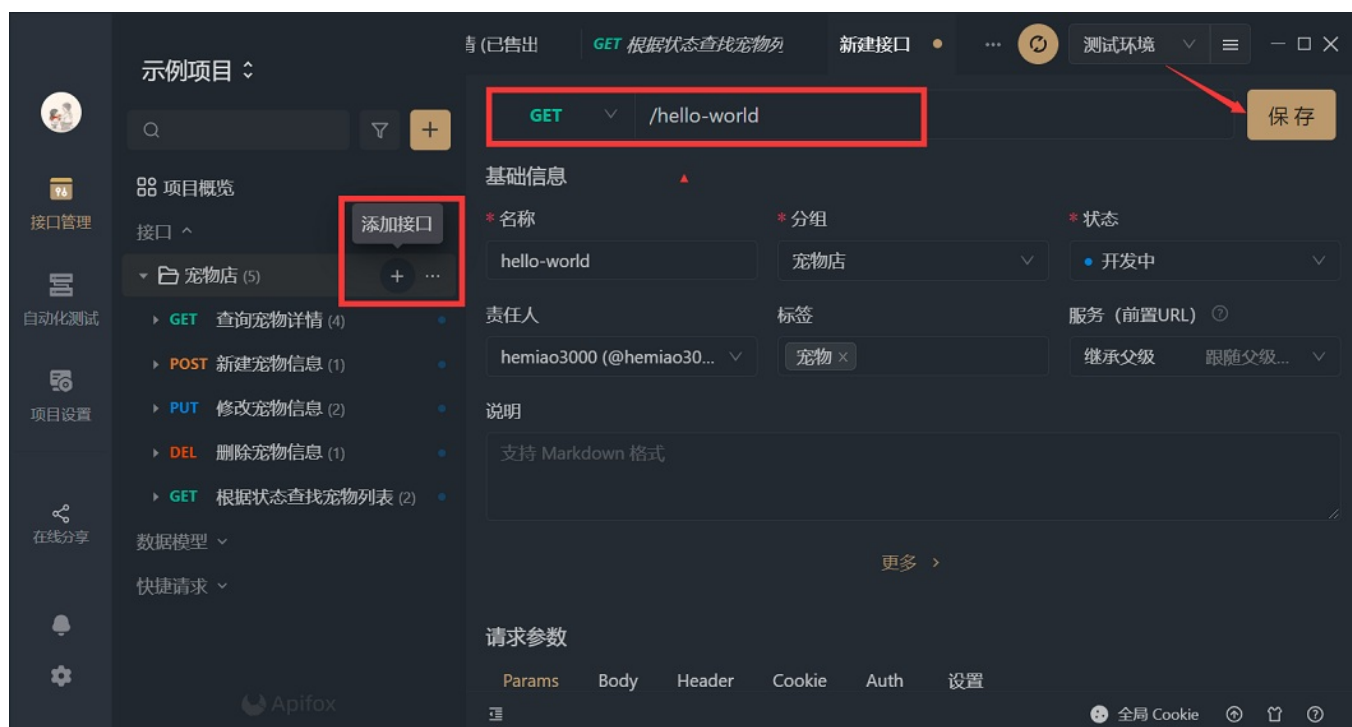 示例项目
情 (已售出
GET 根据状态查找宠物列
新建接口
...
测试环境
GET
/hello-world
保存
接口管理
自动化测试
项目设置
在线分享
项目概览
接口
添加接口
宠物店 (5)
GET 查询宠物详情 (4)
POST 新建宠物信息 (1)
PUT 修改宠物信息 (2)
DEL 删除宠物信息 (1)
GET 根据状态查找宠物列表 (2)
数据模型
快捷请求
Apifox
基础信息
* 名称
* 分组
* 状态
hello-world
宠物店
开发中
责任人
标签
服务（前置URL）
hemiao3000 (@hemiao30...
宠物 ×
继承父级 跟随父级...
说明
支持 Markdown 格式
更多 >
请求参数
Params Body Header Cookie Auth 设置
全局 Cookie